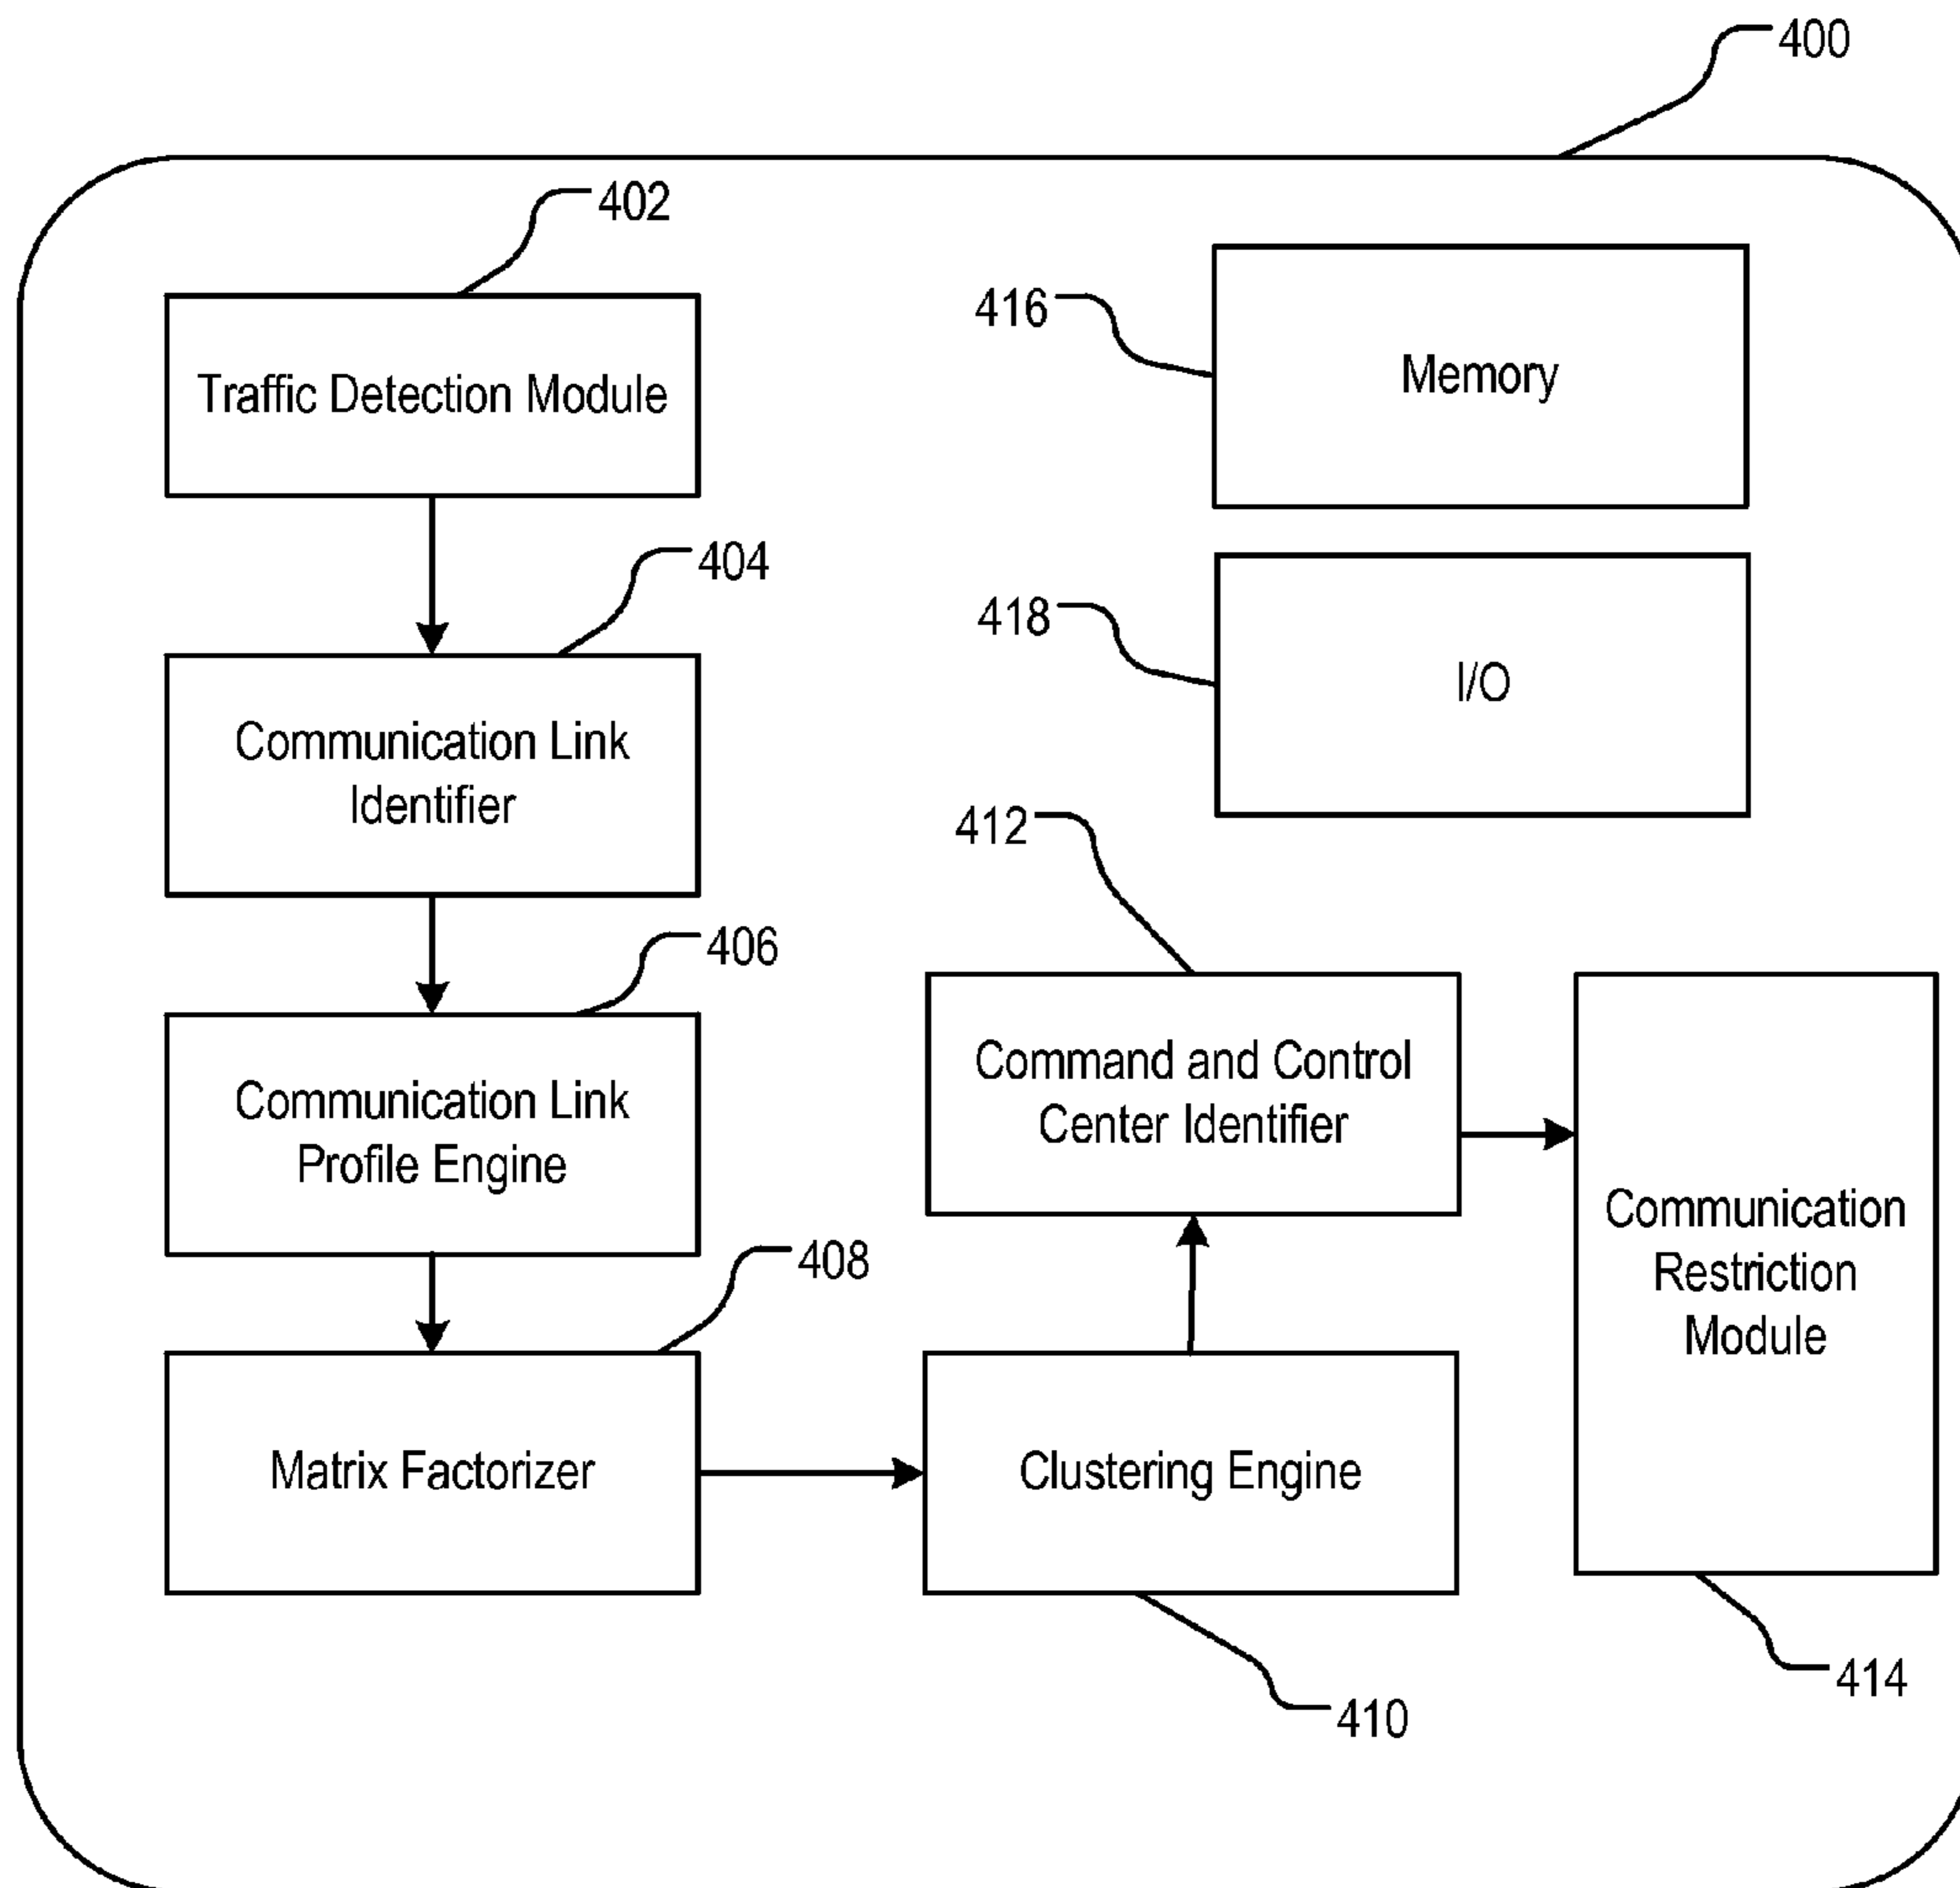 400
402
Traffic Detection Module
416
Memory
404
418
I/O
Communication Link
Identifier
412
406
Communication Link
Profile Engine
Command and Control
Center Identifier
Communication
Restriction
Module
408
Matrix Factorizer
Clustering Engine
414
410